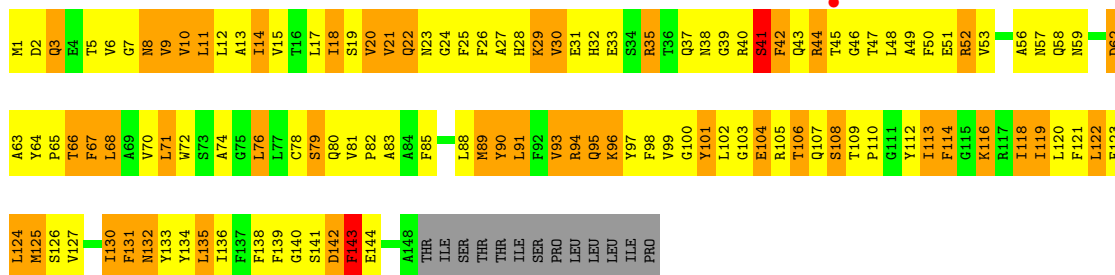 M1 D2 Q3 E4 T5 V6 G7 N8 V9 V10 L11 L12 A13 I14 V15 T16 L17 I18 S19 V20 V21 Q22 N23 G24 F25 F26 A27 H28 K29 V30 E31 H32 E33 S34 R35 T36 Q37 N38 G39 R40 S41 F42 Q43 R44 T45 G46 T47 L48 A49 F50 E51 R52 V53 A56 N57 Q58 N59 D62
A63 Y64 P65 T66 F67 L68 A69 V70 L71 W72 S73 A74 G75 L76 L77 C78 S79 Q80 V81 P82 A83 A84 F85 L88 M89 Y90 L91 F92 V93 R94 Q95 K96 Y97 F98 V99 G100 Y101 L102 G103 E104 R105 T106 Q107 S108 T109 P110 G111 Y112 I113 F114 G115 K116 R117 I118 I119 L120 F121 L122
L124 M125 S126 V127 I130 F131 N132 Y133 Y134 L135 I136 F137 F138 F139 G140 S141 D142 F143 E144 A148 THR ILE SER THR THR ILE SER PRO LEU LEU LEU ILE PRO